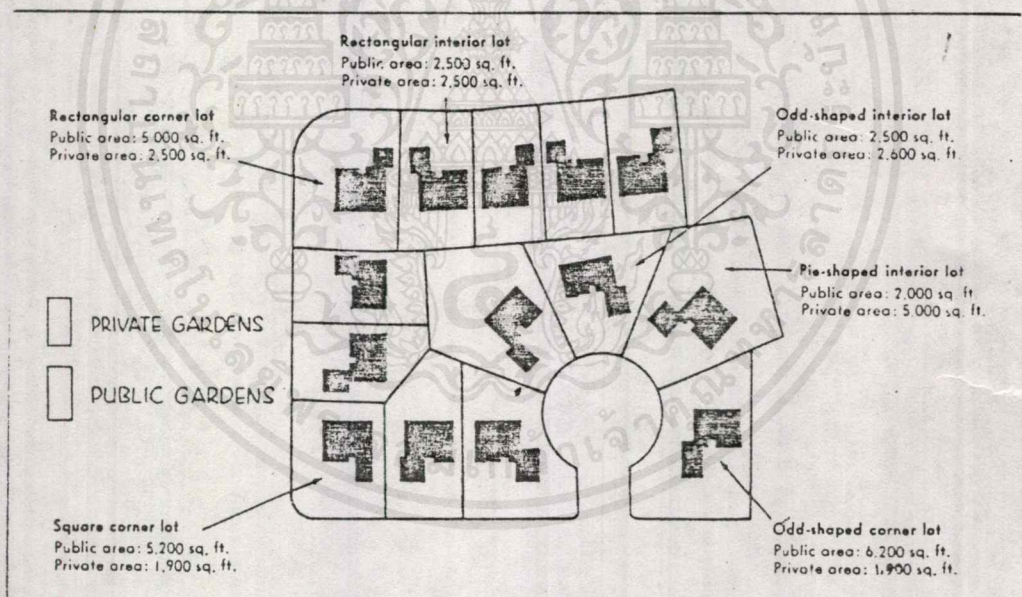 Rectangular interior lot
Public area: 2,500 sq. ft.
Private area: 2,500 sq. ft.
Rectangular corner lot
Public area: 5,000 sq. ft.
Private area: 2,500 sq. ft.
Odd-shaped interior lot
Public area: 2,500 sq. ft.
Private area: 2,600 sq. ft.
Pie-shaped interior lot
Public area: 2,000 sq. ft.
Private area: 5,000 sq. ft.
PRIVATE GARDENS
PUBLIC GARDENS
Square corner lot
Public area: 5,200 sq. ft.
Private area: 1,900 sq. ft.
Odd-shaped corner lot
Public area: 6,200 sq. ft.
Private area: 1,900 sq. ft.